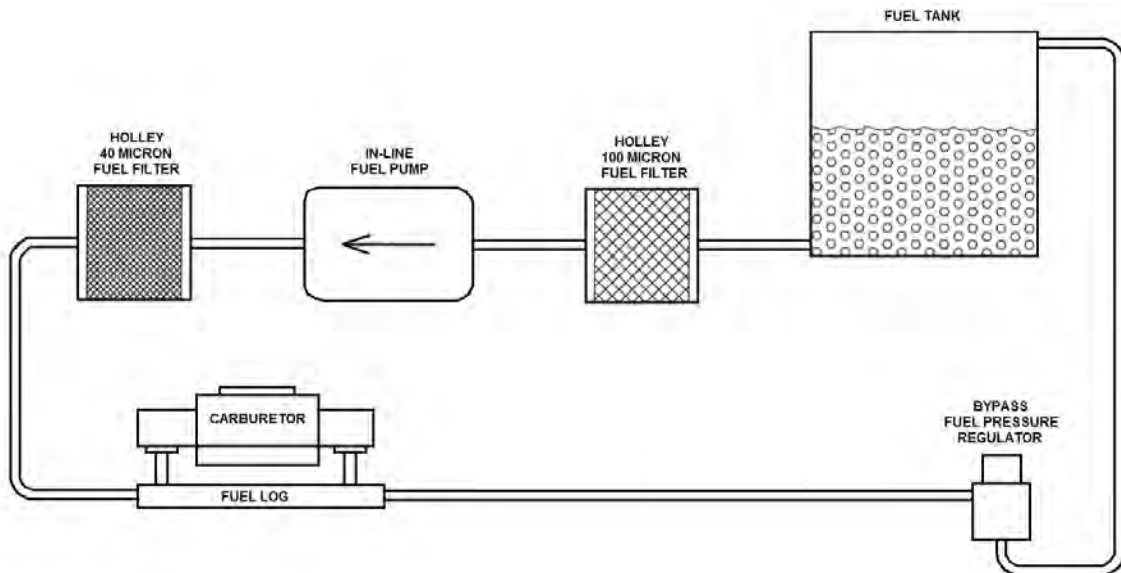 FUEL TANK
HOLLEY
40 MICRON
FUEL FILTER
IN-LINE
FUEL PUMP
HOLLEY
100 MICRON
FUEL FILTER
CARBURETOR
FUEL LOG
BYPASS
FUEL PRESSURE
REGULATOR